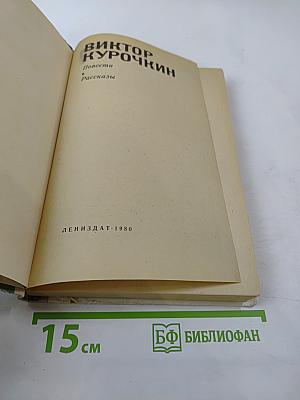 ВИКТОР
КУРОЧКИН
Повести
•
Рассказы
ЛЕНИЗДАТ·1980
15 см
БФ БИБЛИОФАН